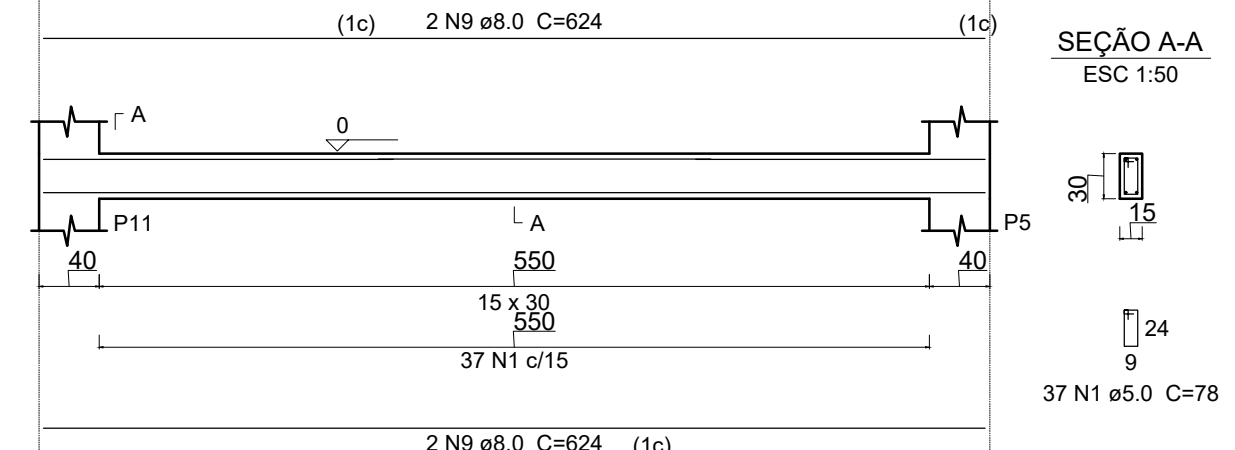 (1c) 2 N9 ø8.0 C=624 (1c)
SEÇÃO A-A
ESC 1:50
A
0
30
15
P11
A
P5
40
550
40
15 x 30
550
37 N1 c/15
24
9
37 N1 ø5.0 C=78
2 N9 ø8.0 C=624 (1c)